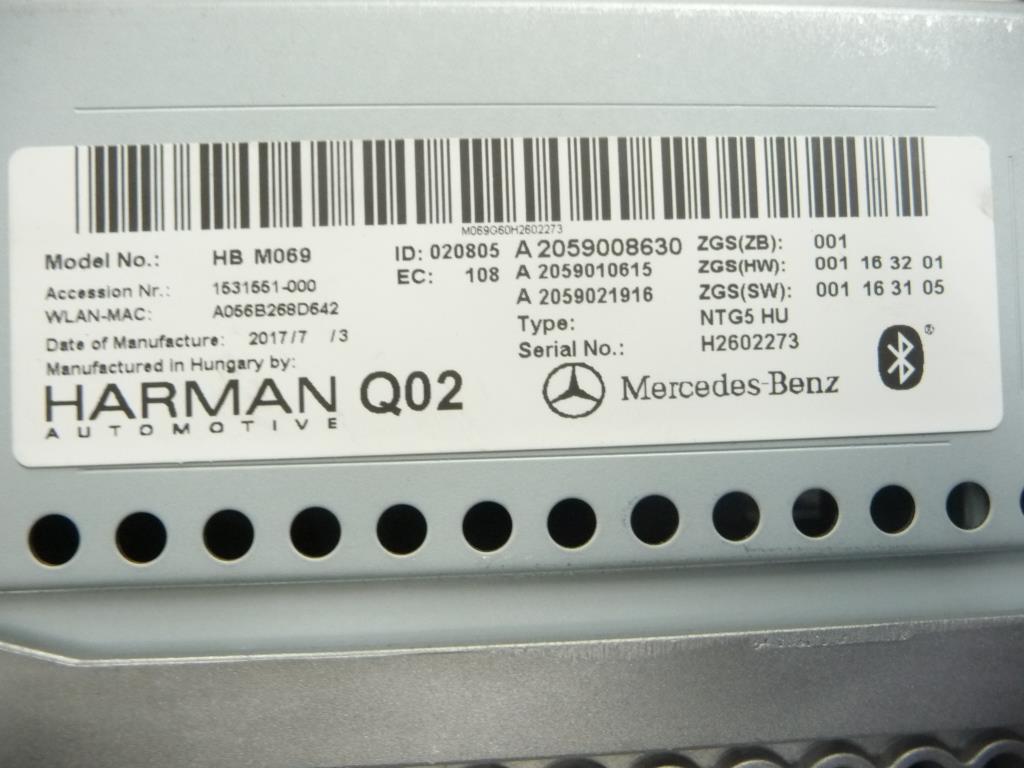 M069G60H2602273
Model No.: HB M069 ID: 020805 A 2059008630 ZGS(ZB): 001
EC: 108 A 2059010615 ZGS(HW): 001 16 32 01
Accession Nr.: 1531551-000 A 2059021916 ZGS(SW): 001 16 31 05
WLAN-MAC: A056B268D642 Type: NTG5 HU
Date of Manufacture: 2017/7 /3 Serial No.: H2602273
Manufactured in Hungary by:
HARMAN Q02 Mercedes-Benz ®
AUTOMOTIVE